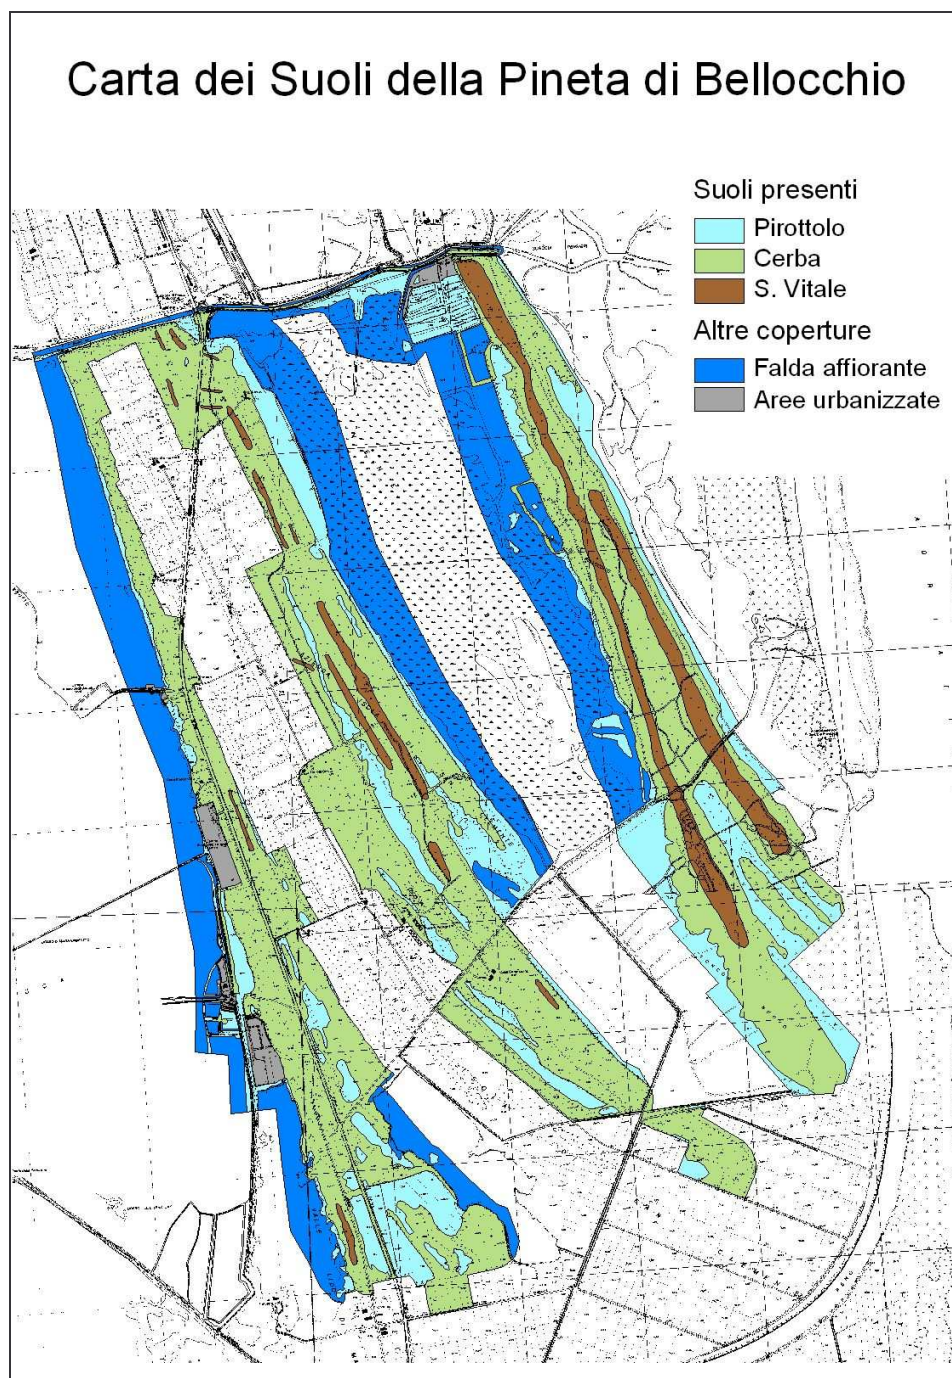 Carta dei Suoli della Pineta di Bellocchio
Suoli presenti
Pirottolo
Cerba
S. Vitale
Altre coperture
Falda affiorante
Aree urbanizzate